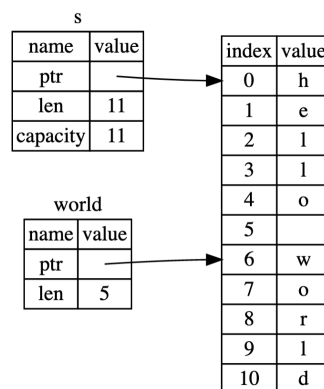 s
name value
ptr
len 11
capacity 11
world
name value
ptr
len 5
index value
0 h
1 e
2 l
3 l
4 o
5
6 w
7 o
8 r
9 l
10 d